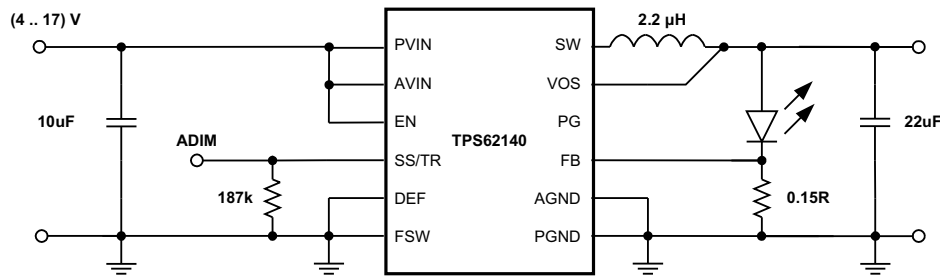 (4 .. 17) V
2.2 µH
PVIN
SW
AVIN
VOS
10uF
EN
PG
22uF
TPS62140
ADIM
SS/TR
FB
187k
DEF
AGND
0.15R
FSW
PGND